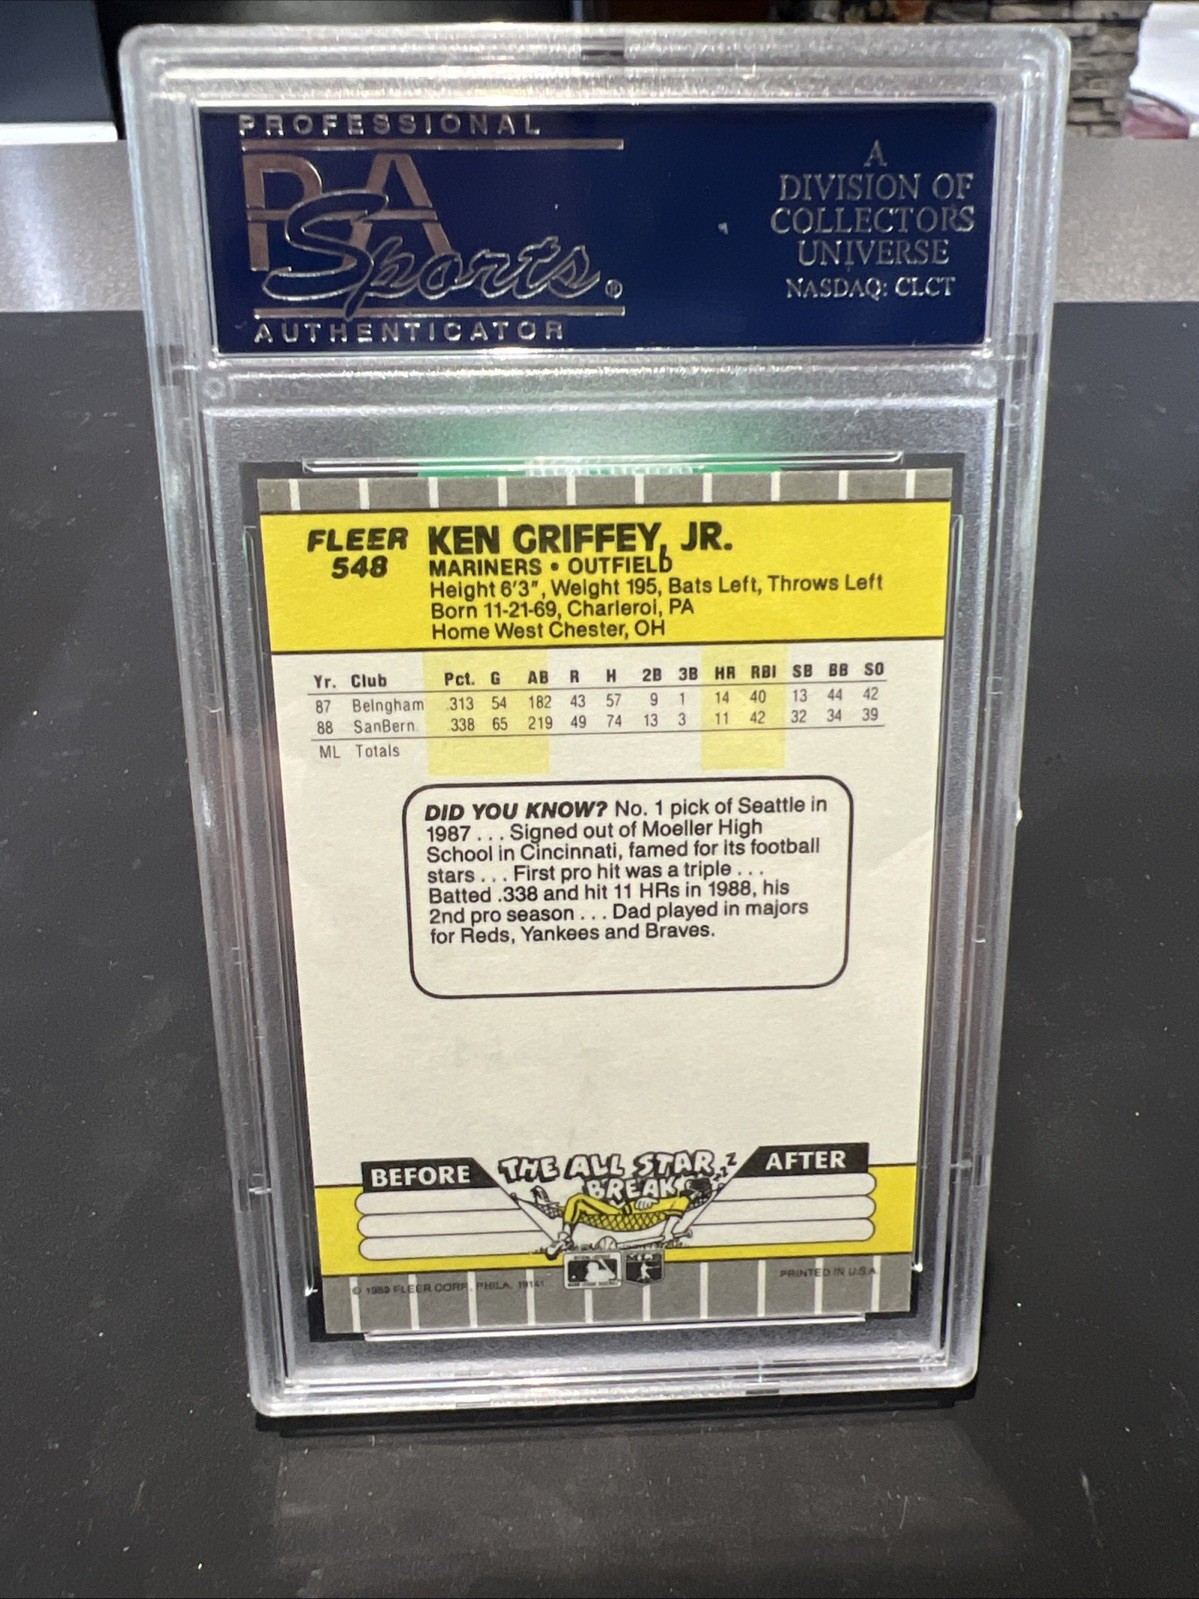 PROFESSIONAL
PSA
Sports®
AUTHENTICATOR
A
DIVISION OF
COLLECTORS
UNIVERSE
NASDAQ: CLCT
FLEER
548
KEN GRIFFEY, JR.
MARINERS • OUTFIELD
Height 6'3", Weight 195, Bats Left, Throws Left
Born 11-21-69, Charleroi, PA
Home West Chester, OH
Yr. Club Pct. G AB R H 2B 3B HR RBI SB BB SO
87 Belngham .313 54 182 43 57 9 1 14 40 13 44 42
88 SanBern. .338 65 219 49 74 13 3 11 42 32 34 39
ML Totals
DID YOU KNOW? No. 1 pick of Seattle in
1987 . . . Signed out of Moeller High
School in Cincinnati, famed for its football
stars . . . First pro hit was a triple . . .
Batted .338 and hit 11 HRs in 1988, his
2nd pro season . . . Dad played in majors
for Reds, Yankees and Braves.
BEFORE
THE ALL STAR
BREAK
zzZ
AFTER
© 1989 FLEER CORP. PHILA. 19141
PRINTED IN U.S.A.